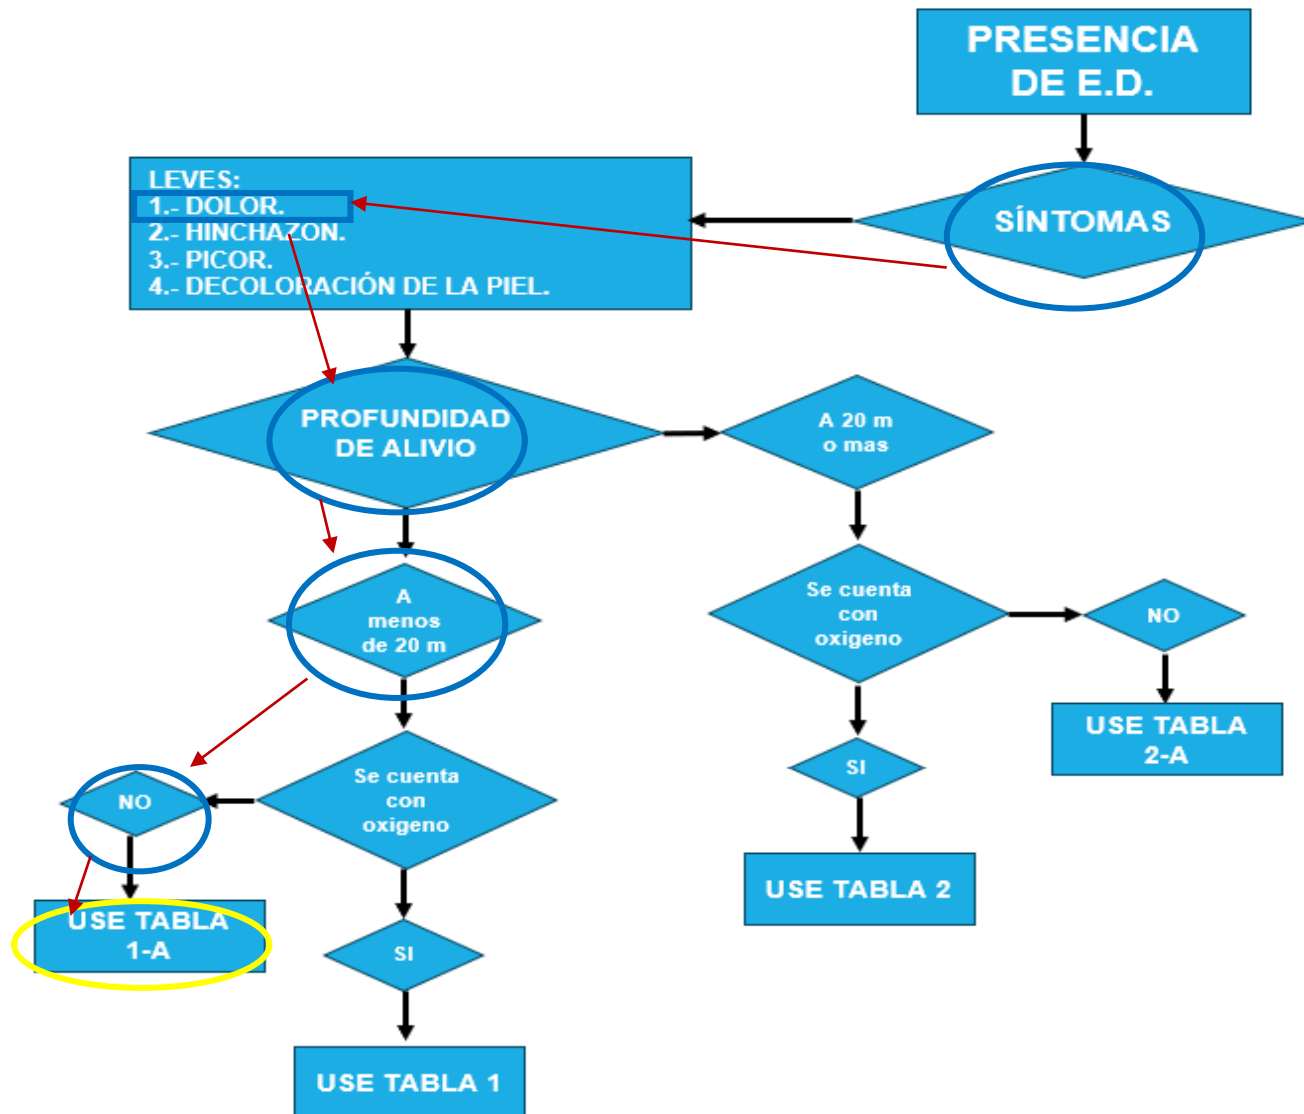 PRESENCIA
DE E.D.
SÍNTOMAS
LEVES:
1.- DOLOR.
2.- HINCHAZON.
3.- PICOR.
4.- DECOLORACIÓN DE LA PIEL.
PROFUNDIDAD
DE ALIVIO
A 20 m
o mas
A
menos
de 20 m
Se cuenta
con
oxigeno
NO
USE TABLA
2-A
SI
USE TABLA 2
Se cuenta
con
oxigeno
NO
USE TABLA
1-A
SI
USE TABLA 1